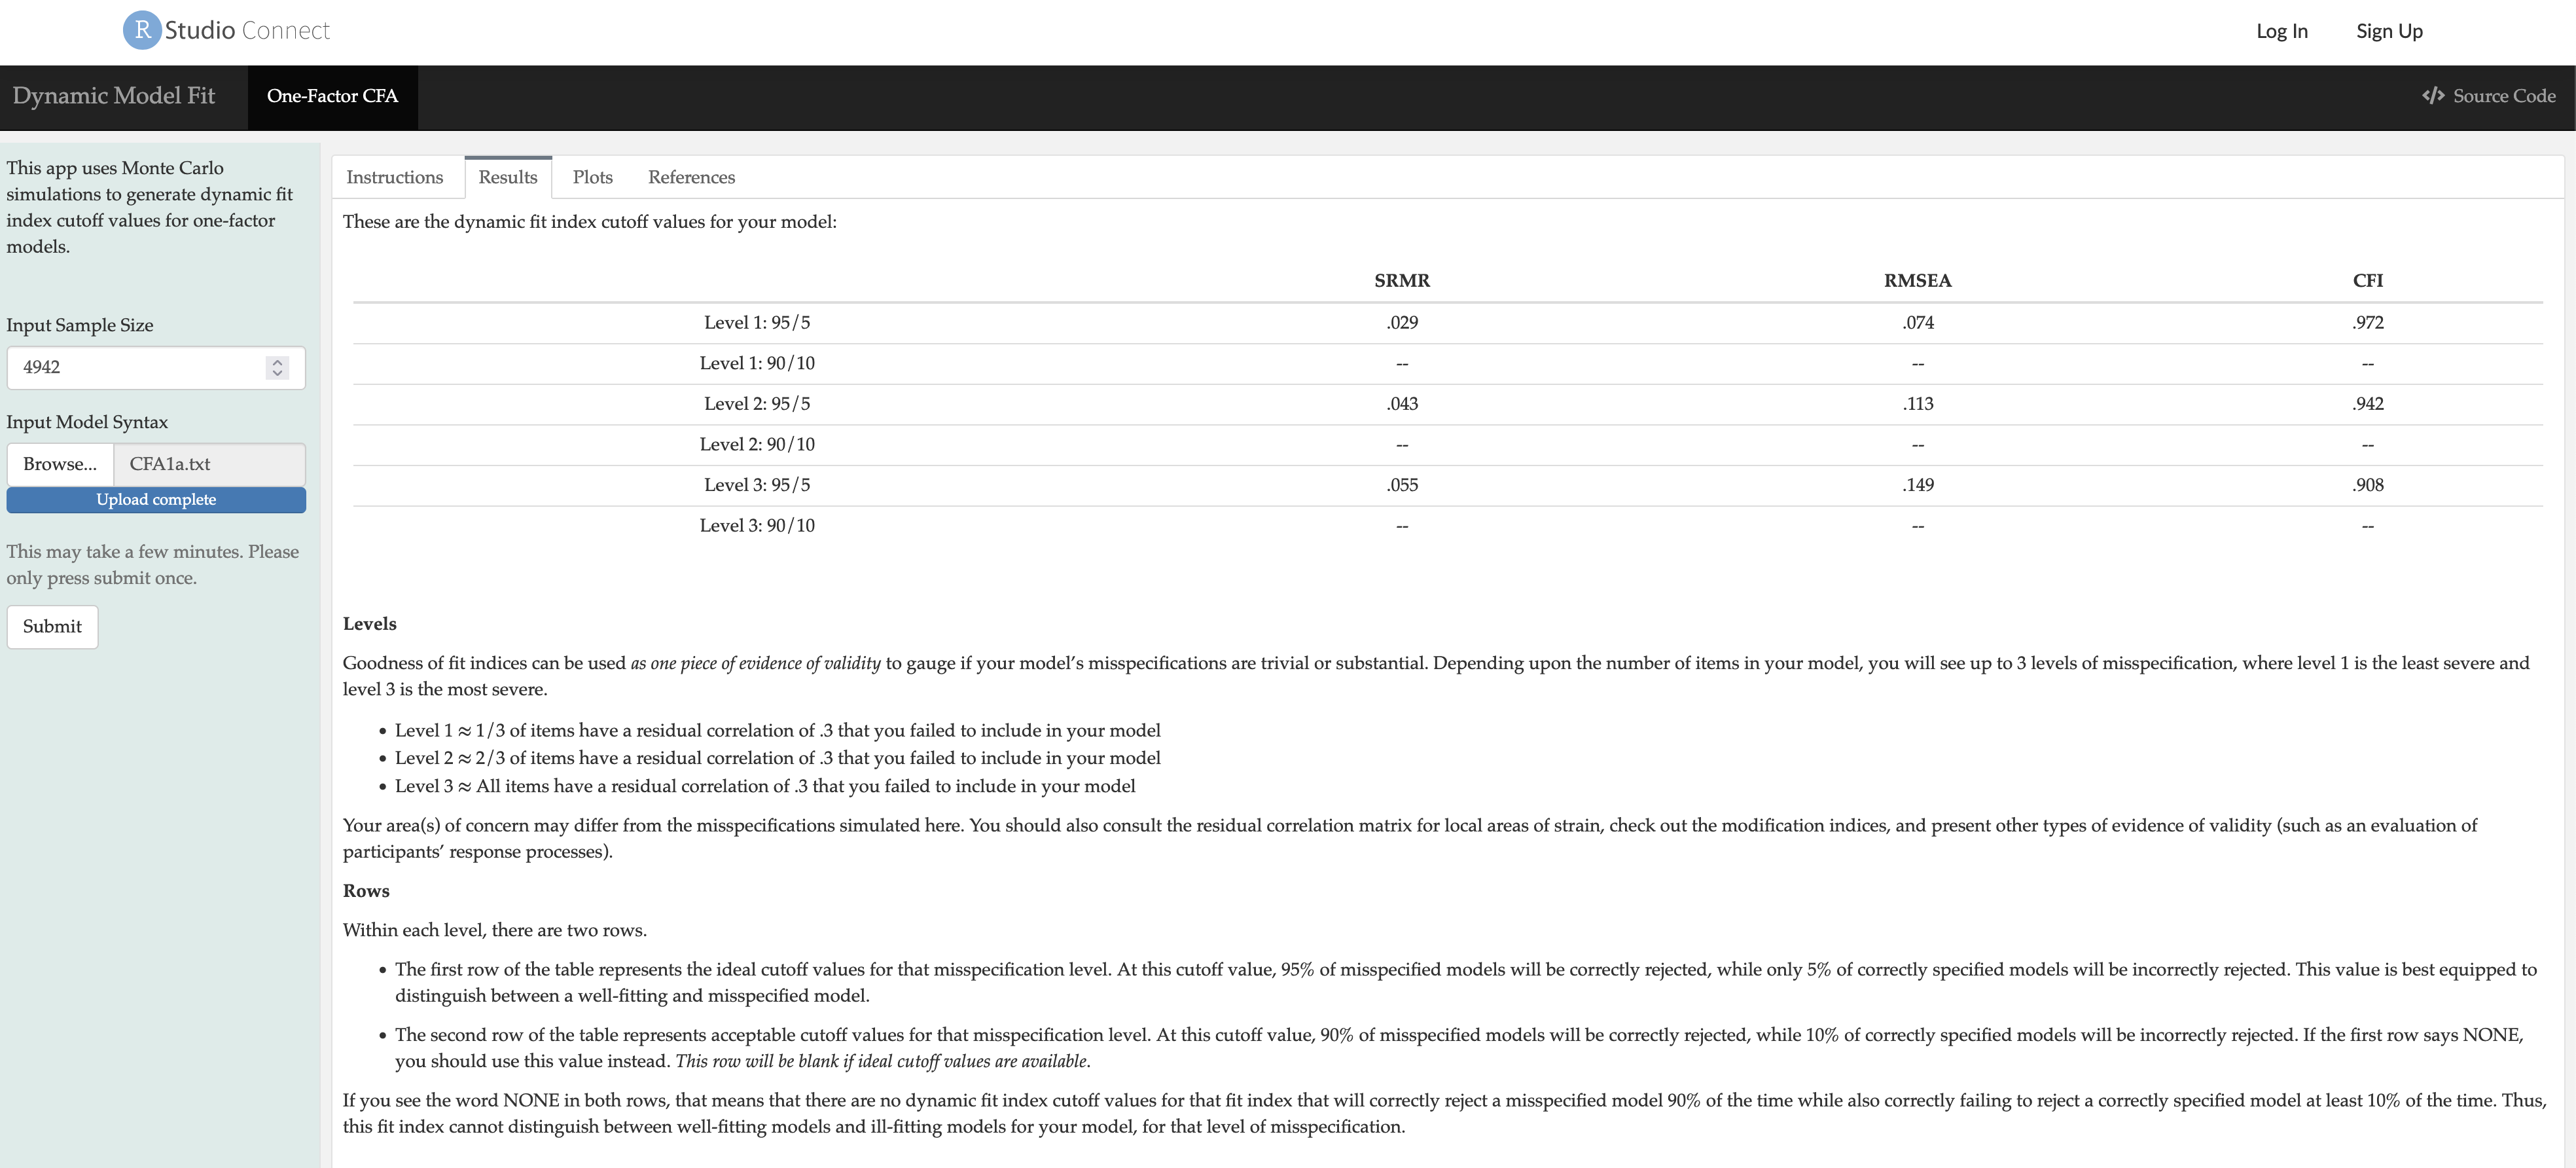 R Studio Connect
Log In
Sign Up
Dynamic Model Fit
One-Factor CFA
</> Source Code
This app uses Monte Carlo
simulations to generate dynamic fit
index cutoff values for one-factor
models.
Input Sample Size
4942
Input Model Syntax
Browse... CFA1a.txt
Upload complete
This may take a few minutes. Please
only press submit once.
Submit
Instructions Results Plots References
These are the dynamic fit index cutoff values for your model:
SRMR RMSEA CFI
Level 1: 95/5 .029 .074 .972
Level 1: 90/10 -- -- --
Level 2: 95/5 .043 .113 .942
Level 2: 90/10 -- -- --
Level 3: 95/5 .055 .149 .908
Level 3: 90/10 -- -- --
Levels
Goodness of fit indices can be used as one piece of evidence of validity to gauge if your model's misspecifications are trivial or substantial. Depending upon the number of items in your model, you will see up to 3 levels of misspecification, where level 1 is the least severe and
level 3 is the most severe.
• Level 1 ≈ 1/3 of items have a residual correlation of .3 that you failed to include in your model
• Level 2 ≈ 2/3 of items have a residual correlation of .3 that you failed to include in your model
• Level 3 ≈ All items have a residual correlation of .3 that you failed to include in your model
Your area(s) of concern may differ from the misspecifications simulated here. You should also consult the residual correlation matrix for local areas of strain, check out the modification indices, and present other types of evidence of validity (such as an evaluation of
participants' response processes).
Rows
Within each level, there are two rows.
• The first row of the table represents the ideal cutoff values for that misspecification level. At this cutoff value, 95% of misspecified models will be correctly rejected, while only 5% of correctly specified models will be incorrectly rejected. This value is best equipped to
distinguish between a well-fitting and misspecified model.
• The second row of the table represents acceptable cutoff values for that misspecification level. At this cutoff value, 90% of misspecified models will be correctly rejected, while 10% of correctly specified models will be incorrectly rejected. If the first row says NONE,
you should use this value instead. This row will be blank if ideal cutoff values are available.
If you see the word NONE in both rows, that means that there are no dynamic fit index cutoff values for that fit index that will correctly reject a misspecified model 90% of the time while also correctly failing to reject a correctly specified model at least 10% of the time. Thus,
this fit index cannot distinguish between well-fitting models and ill-fitting models for your model, for that level of misspecification.